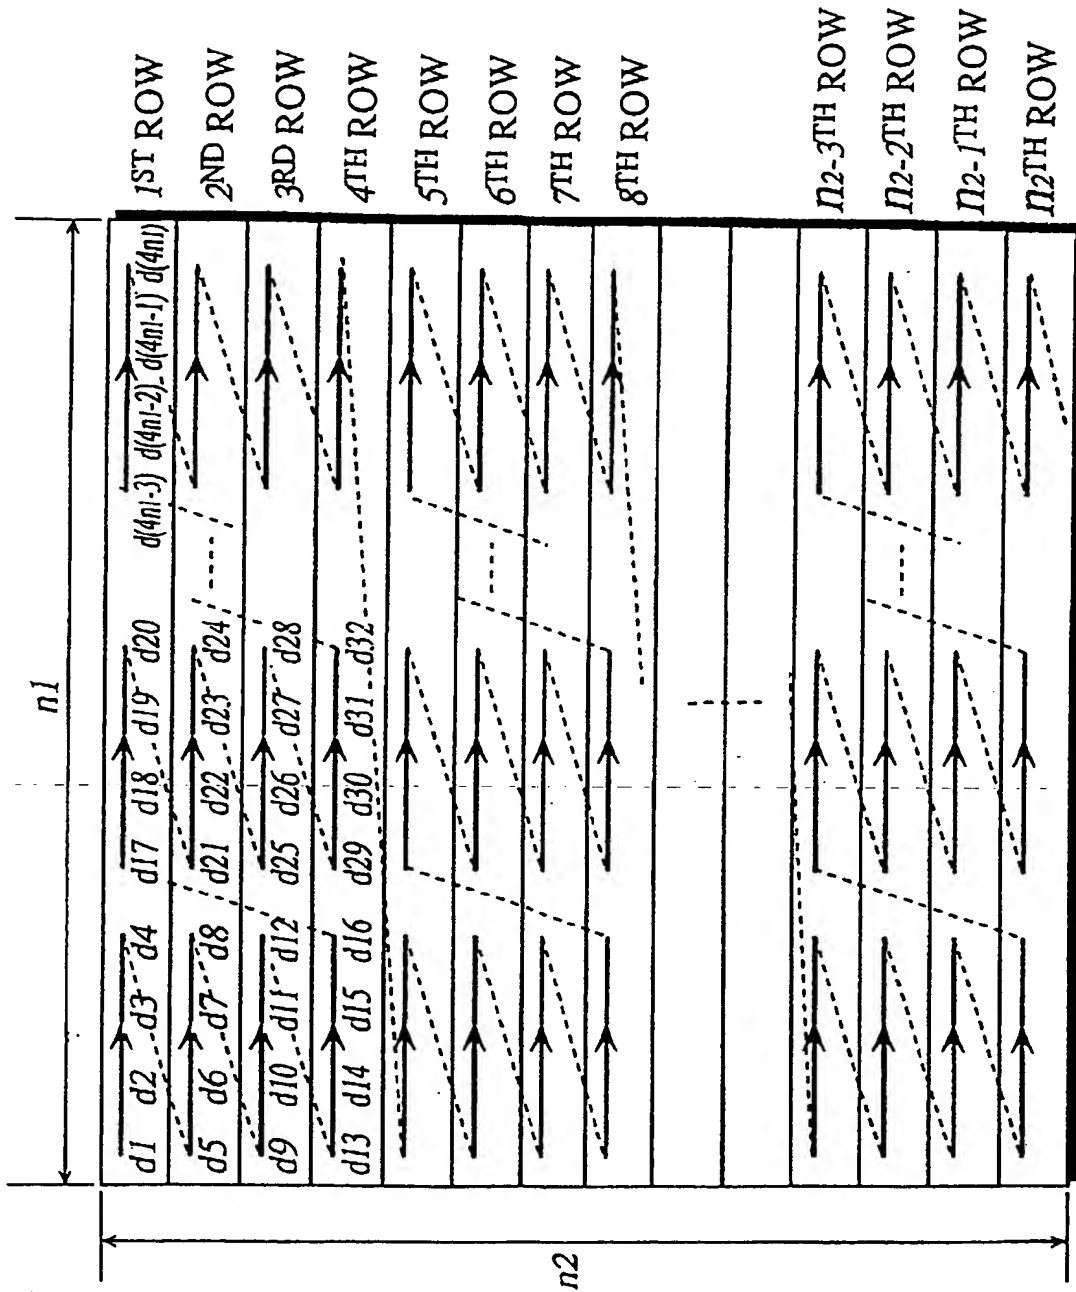 n1
d1 d2 d3 d4 d17 d18 d19 d20 d(4n1-3) d(4n1-2) d(4n1-1) d(4n1) 1ST ROW
d5 d6 d7 d8 d21 d22 d23 d24 2ND ROW
d9 d10 d11 d12 d25 d26 d27 d28 3RD ROW
d13 d14 d15 d16 d29 d30 d31 d32 4TH ROW
5TH ROW
6TH ROW
7TH ROW
8TH ROW
n2
n2-3TH ROW
n2-2TH ROW
n2-1TH ROW
n2TH ROW